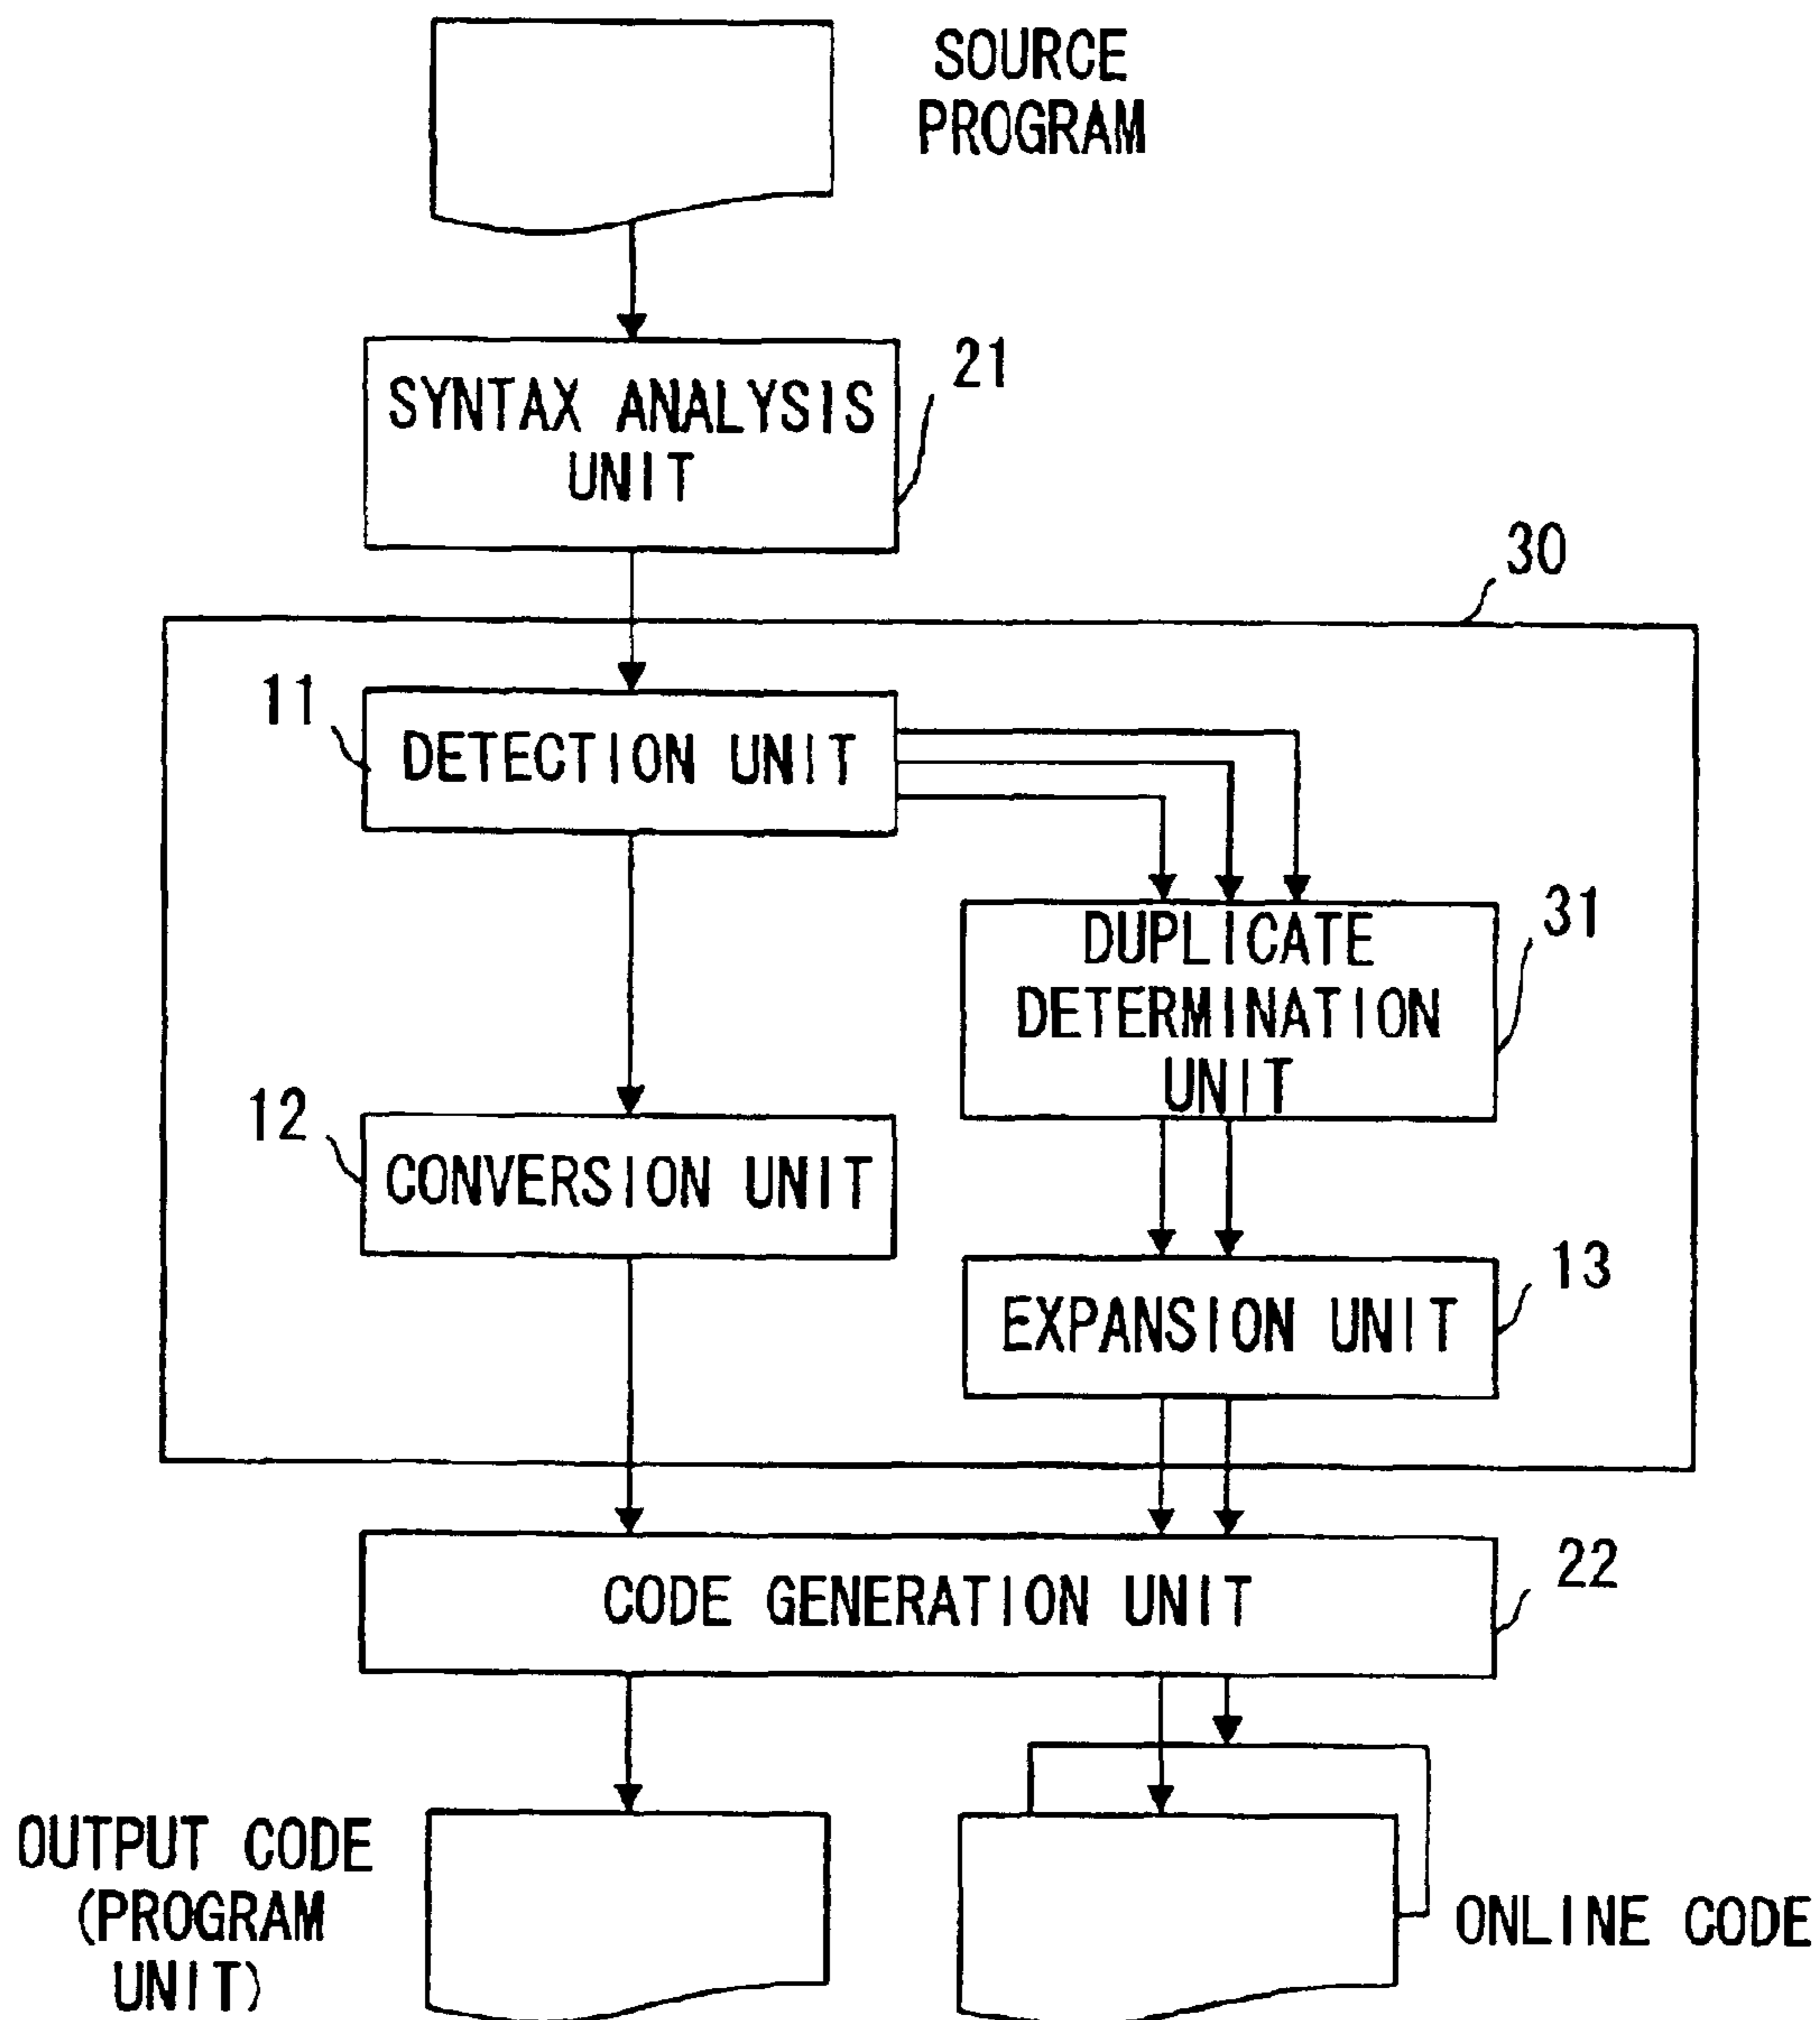 SOURCE
PROGRAM
SYNTAX ANALYSIS
UNIT
21
30
11
DETECTION UNIT
DUPLICATE
DETERMINATION
UNIT
31
12
CONVERSION UNIT
EXPANSION UNIT
13
CODE GENERATION UNIT
22
OUTPUT CODE
(PROGRAM
UNIT)
ONLINE CODE